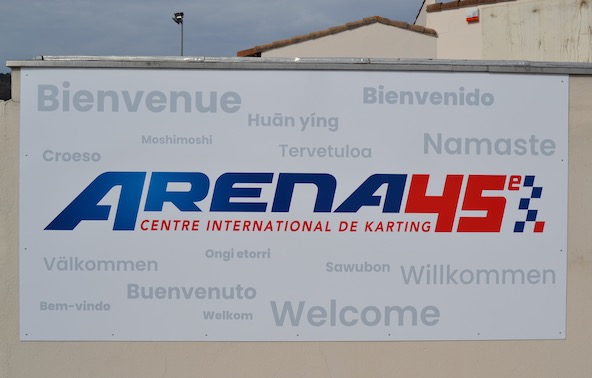 Bienvenue
Bienvenido
Huān yíng
Moshimoshi
Namaste
Croeso
Tervetuloa
ARENA45e
CENTRE INTERNATIONAL DE KARTING
Ongi etorri
Välkommen
Sawubon
Willkommen
Buenvenuto
Bem-vindo
Welkom
Welcome